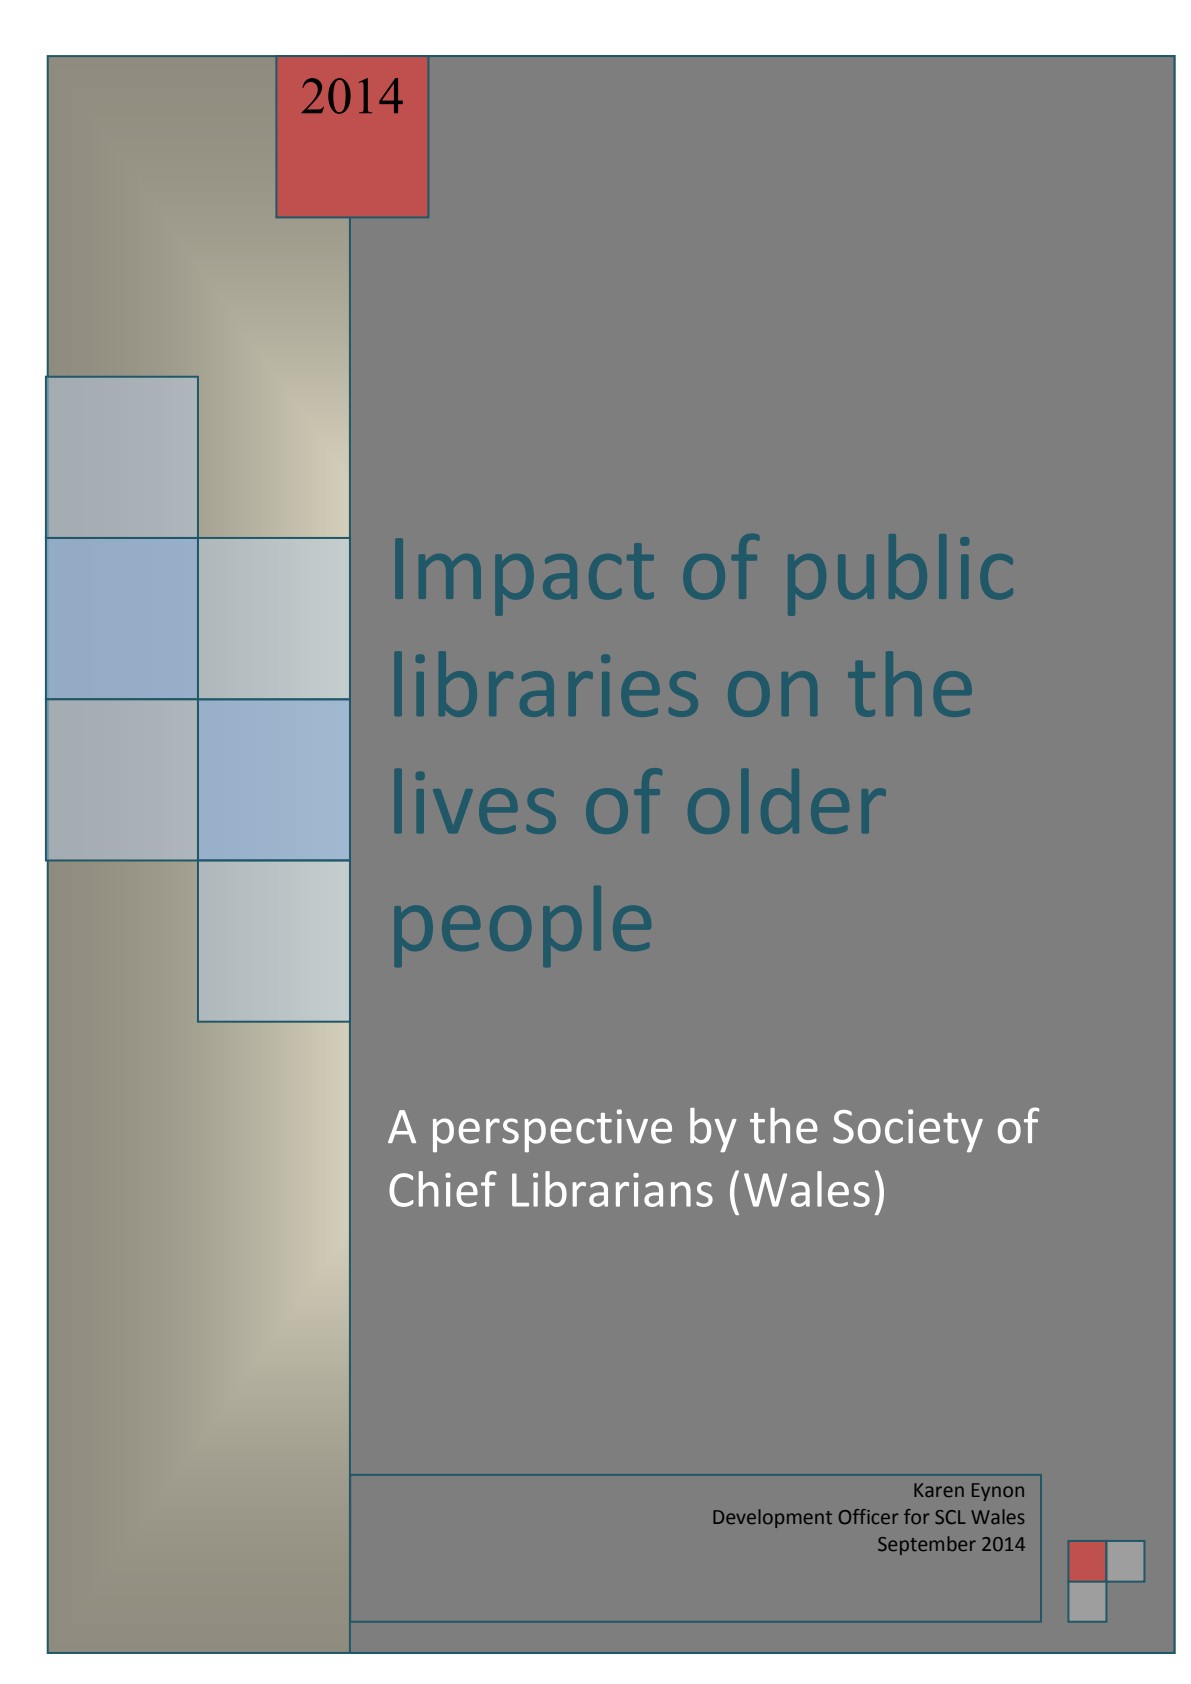 2014
Impact of public
libraries on the
lives of older
people
A perspective by the Society of
Chief Librarians (Wales)
Karen Eynon
Development Officer for SCL Wales
September 2014